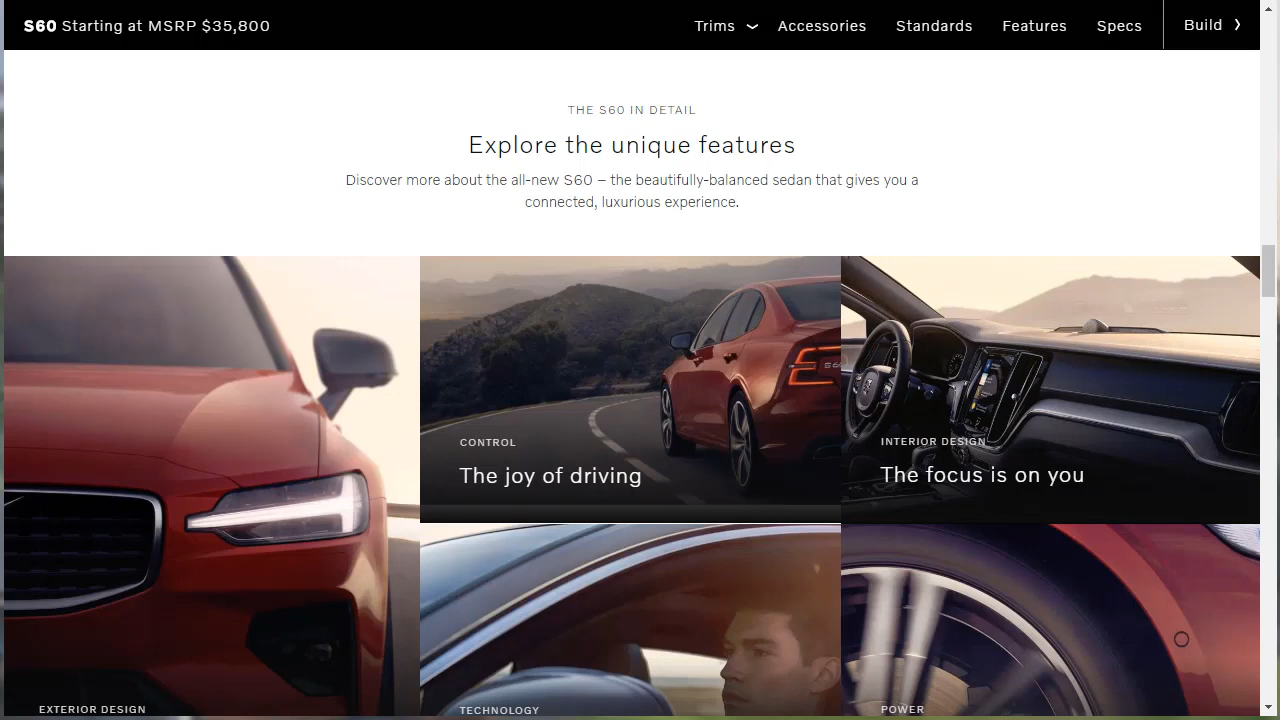 S60 Starting at MSRP $35,800
Trims
Accessories
Standards
Features
Specs
Build
THE S60 IN DETAIL
Explore the unique features
Discover more about the all-new S60 – the beautifully-balanced sedan that gives you a
connected, luxurious experience.
CONTROL
The joy of driving
INTERIOR DESIGN
The focus is on you
EXTERIOR DESIGN
TECHNOLOGY
POWER